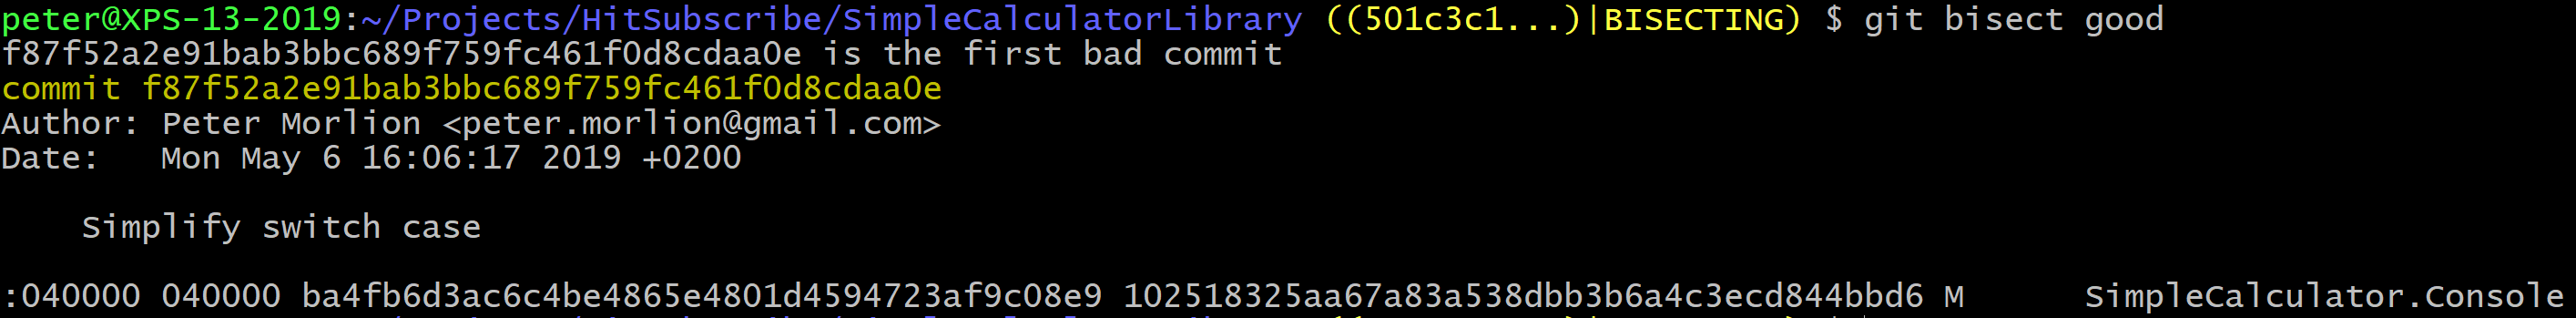 peter@XPS-13-2019:~/Projects/HitSubscribe/SimpleCalculatorLibrary ((501c3c1...)|BISECTING) $ git bisect good
f87f52a2e91bab3bbc689f759fc461f0d8cdaa0e is the first bad commit
commit f87f52a2e91bab3bbc689f759fc461f0d8cdaa0e
Author: Peter Morlion <peter.morlion@gmail.com>
Date:   Mon May 6 16:06:17 2019 +0200
    Simplify switch case
:040000 040000 ba4fb6d3ac6c4be4865e4801d4594723af9c08e9 102518325aa67a83a538dbb3b6a4c3ecd844bbd6 M      SimpleCalculator.Console